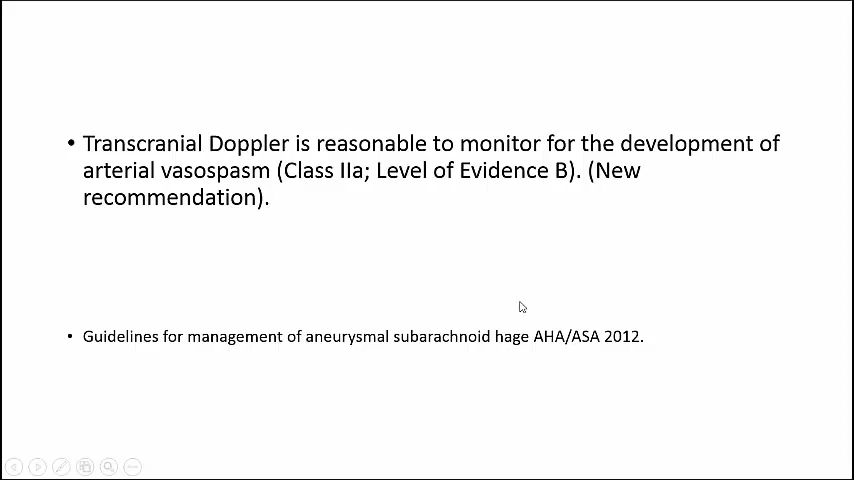 • Transcranial Doppler is reasonable to monitor for the development of
arterial vasospasm (Class IIa; Level of Evidence B). (New
recommendation).
• Guidelines for management of aneurysmal subarachnoid hage AHA/ASA 2012.